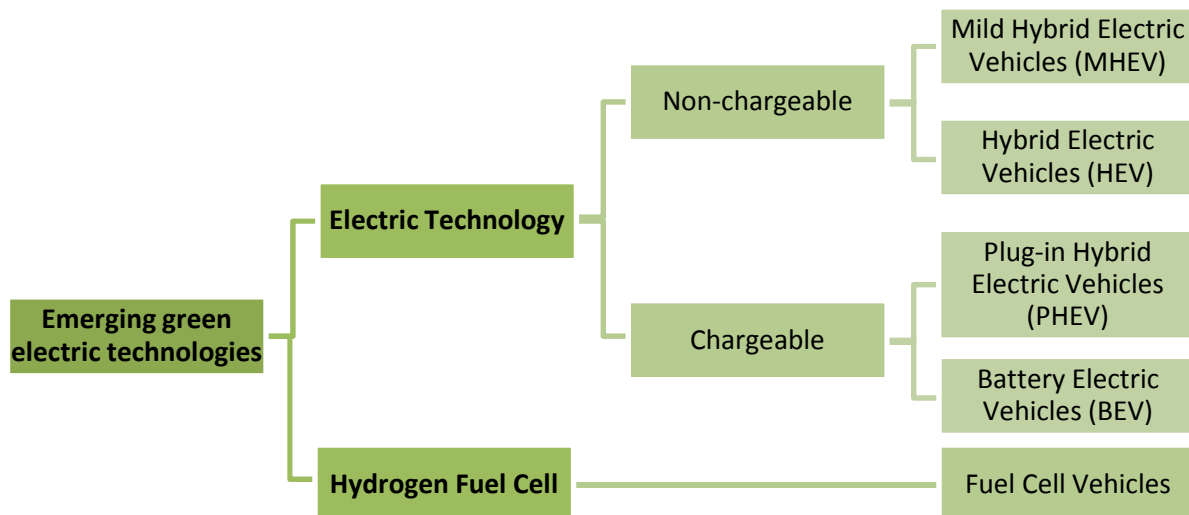 Emerging green
electric technologies
Electric Technology
Non-chargeable
Mild Hybrid Electric
Vehicles (MHEV)
Hybrid Electric
Vehicles (HEV)
Chargeable
Plug-in Hybrid
Electric Vehicles
(PHEV)
Battery Electric
Vehicles (BEV)
Hydrogen Fuel Cell
Fuel Cell Vehicles